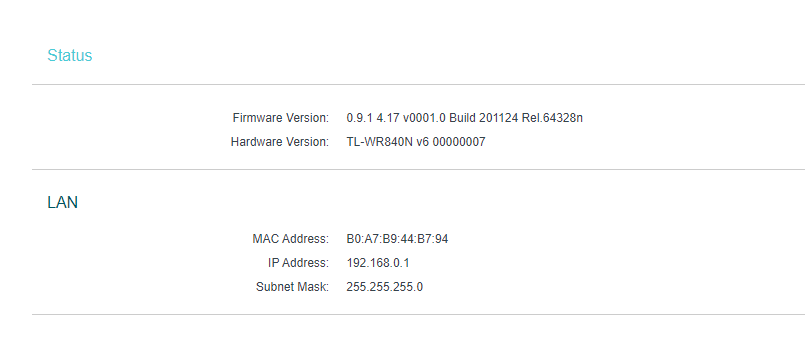 Status
Firmware Version: 0.9.1 4.17 v0001.0 Build 201124 Rel.64328n
Hardware Version: TL-WR840N v6 00000007
LAN
MAC Address: B0:A7:B9:44:B7:94
IP Address: 192.168.0.1
Subnet Mask: 255.255.255.0